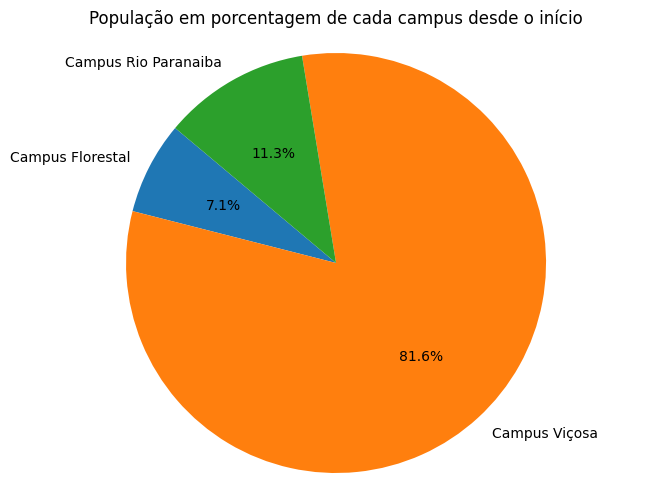 População em porcentagem de cada campus desde o início
Campus Rio Paranaiba
11.3%
Campus Florestal
7.1%
81.6%
Campus Viçosa